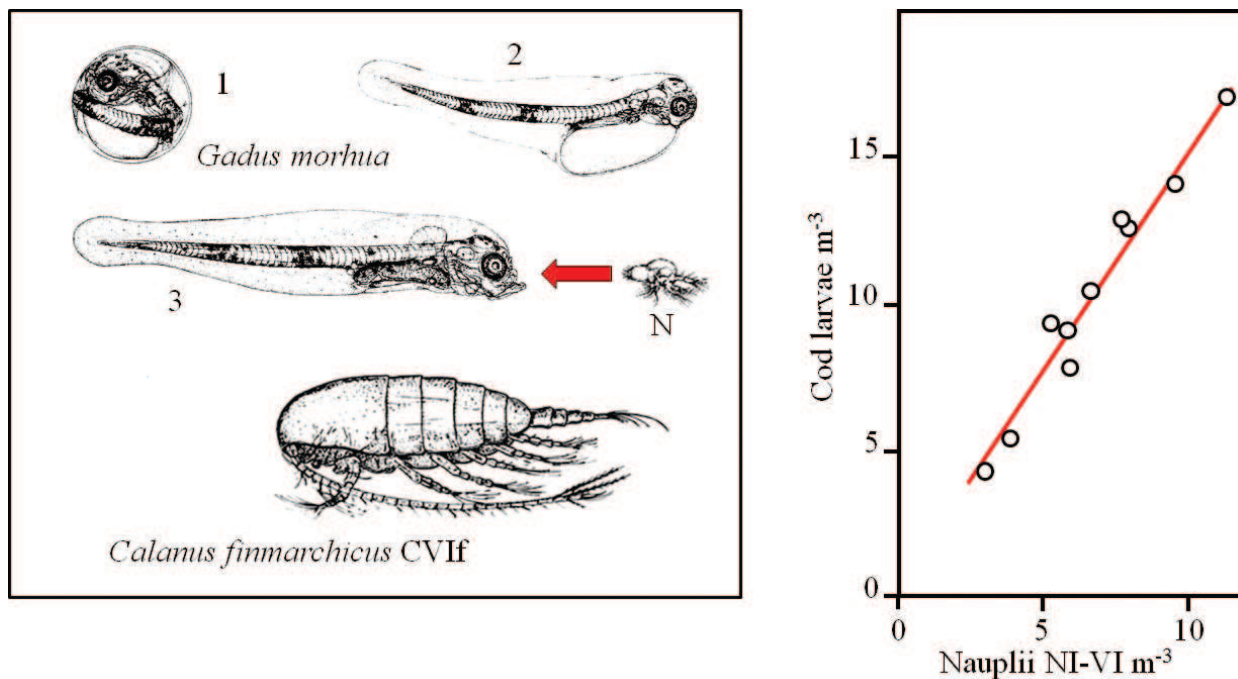 1
2
Gadus morhua
3
N
Calanus finmarchicus CVIf
Cod larvae m⁻³
15
10
5
0
0
5
10
Nauplii NI-VI m⁻³